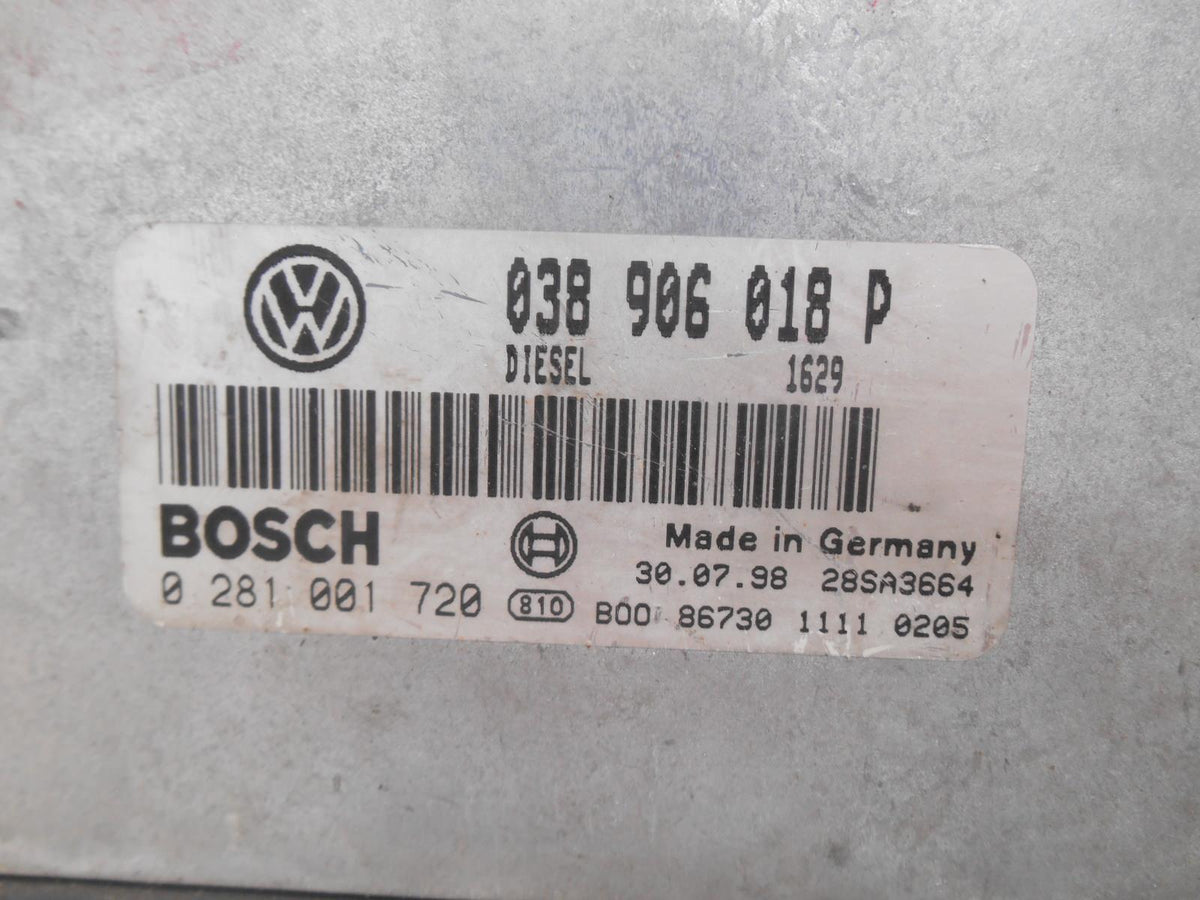 VW
038 906 018 P
DIESEL 1629
BOSCH
Made in Germany
30.07.98 28SA3664
0 281 001 720 810 B00 86730 1111 0205